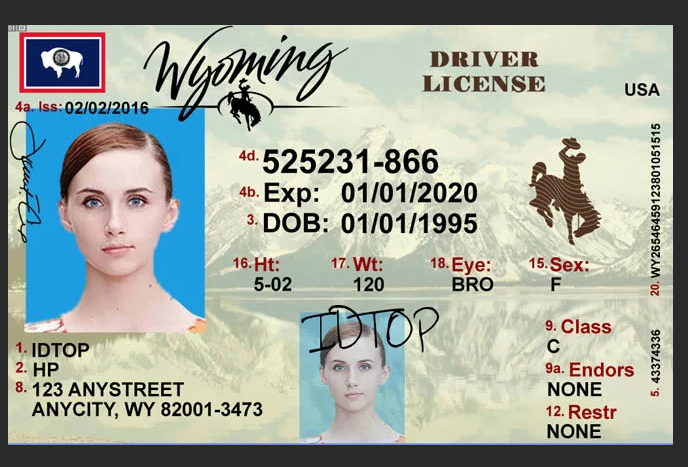 Wyoming
DRIVER
LICENSE
USA
4a. Iss: 02/02/2016
4d. 525231-866
4b. Exp: 01/01/2020
3. DOB: 01/01/1995
16. Ht: 17. Wt: 18. Eye: 15. Sex:
5-02 120 BRO F
IDTOP
1. IDTOP
2. HP
8. 123 ANYSTREET
ANYCITY, WY 82001-3473
9. Class
C
9a. Endors
NONE
12. Restr
NONE
20. WY2654645912380105​1515
5. 43374336